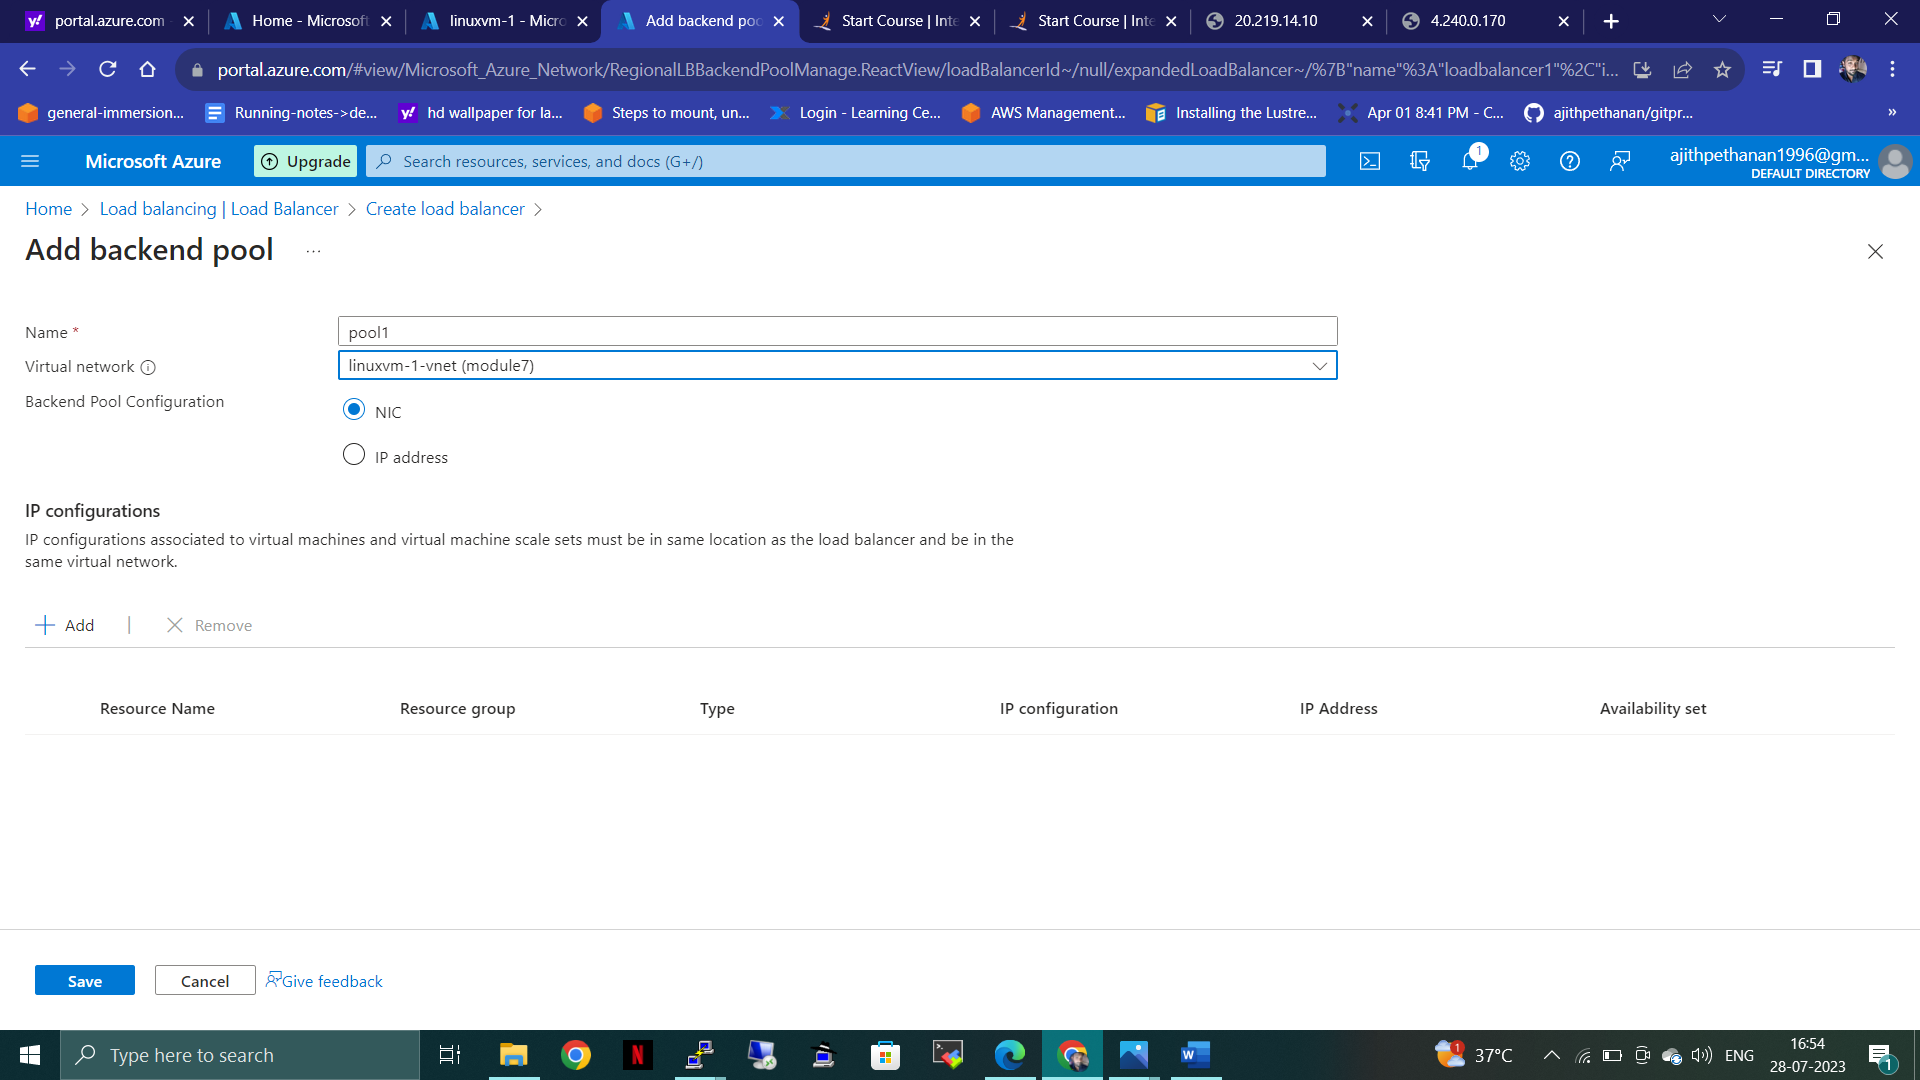 portal.azure.com
Home - Microsoft
linuxvm-1 - Micro
Add backend poo
Start Course | Inte
Start Course | Inte
20.219.14.10
4.240.0.170
portal.azure.com/#view/Microsoft_Azure_Network/RegionalLBBackendPoolManage.ReactView/loadBalancerId~/null/expandedLoadBalancer~/%7B"name"%3A"loadbalancer1"%2C"i...
general-immersion...
Running-notes->de...
hd wallpaper for la...
Steps to mount, un...
Login - Learning Ce...
AWS Management...
Installing the Lustre...
Apr 01 8:41 PM - C...
ajithpethanan/gitpr...
»
Microsoft Azure
Upgrade
Search resources, services, and docs (G+/)
1
ajithpethanan1996@gm...
DEFAULT DIRECTORY
Home > Load balancing | Load Balancer > Create load balancer >
Add backend pool ...
Name *
pool1
Virtual network
linuxvm-1-vnet (module7)
Backend Pool Configuration
NIC
IP address
IP configurations
IP configurations associated to virtual machines and virtual machine scale sets must be in same location as the load balancer and be in the
same virtual network.
Add | Remove
Resource Name Resource group Type IP configuration IP Address Availability set
Save Cancel Give feedback
Type here to search
1
37°C
ENG
16:54
28-07-2023
1